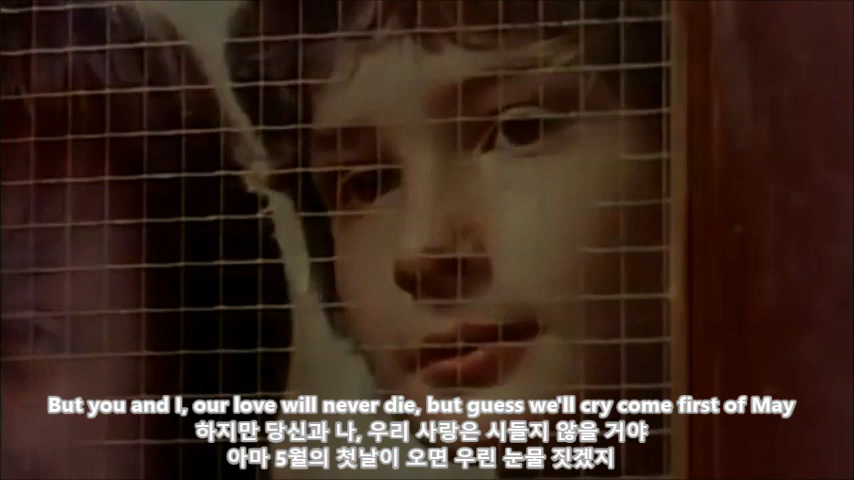 But you and I, our love will never die, but guess we'll cry come first of May
하지만 당신과 나, 우리 사랑은 시들지 않을 거야
아마 5월의 첫날이 오면 우린 눈물 짓겠지